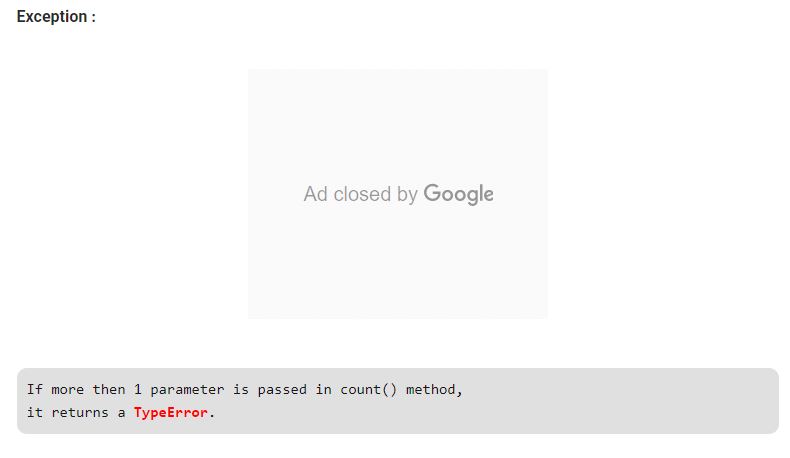 Exception :
Ad closed by Google
If more then 1 parameter is passed in count() method,
it returns a TypeError.